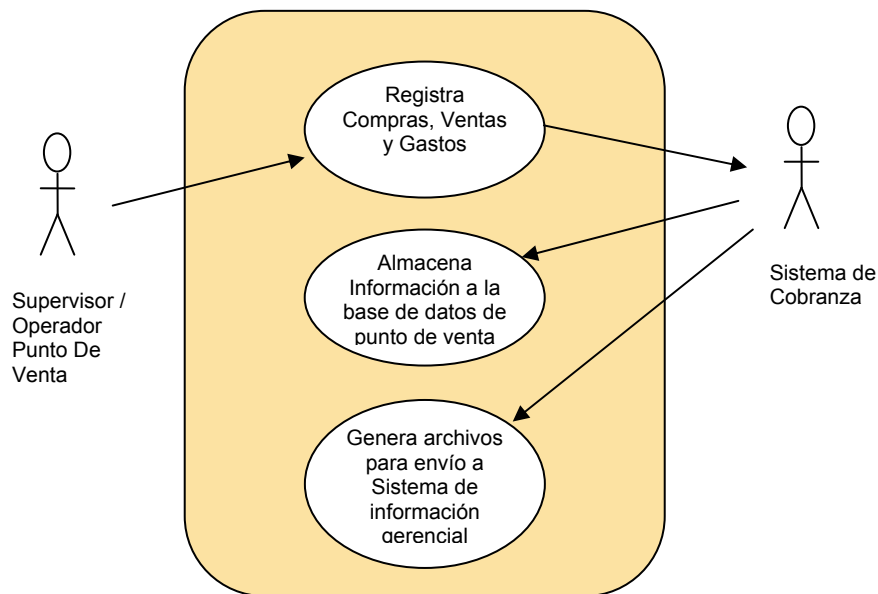 Registra
Compras, Ventas
y Gastos
Almacena
Información a la
base de datos de
punto de venta
Genera archivos
para envío a
Sistema de
información
gerencial
Supervisor /
Operador
Punto De
Venta
Sistema de
Cobranza